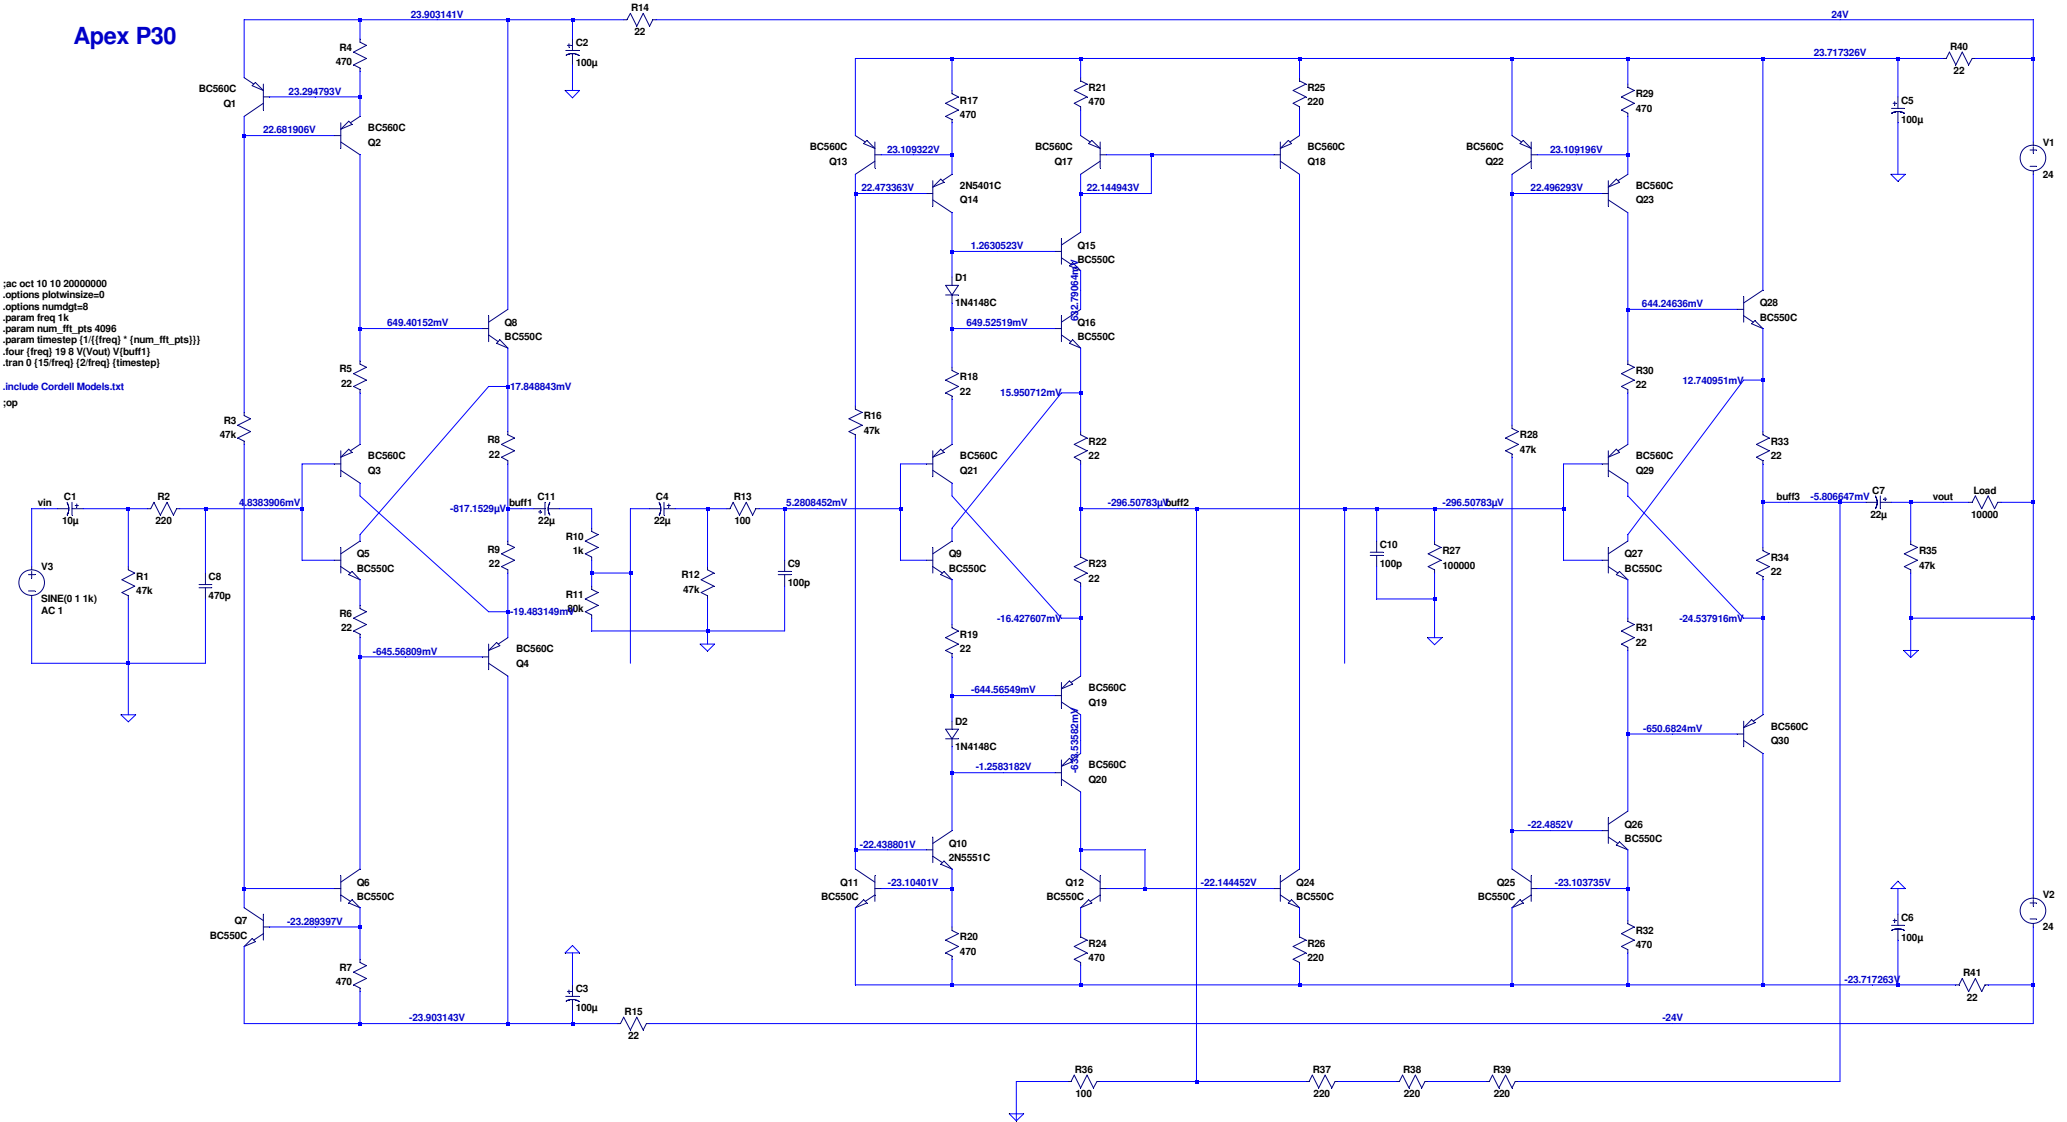 Apex P30
23.903141V
R14
22
24V
R4
470
C2
100µ
23.717326V
R40
22
BC560C
Q1
23.294793V
R17
470
R21
470
R25
220
R29
470
C5
100µ
22.681906V
BC560C
Q2
BC560C
Q13
23.109322V
BC560C
Q17
BC560C
Q18
BC560C
Q22
23.109196V
V1
24
22.473363V
2N5401C
Q14
22.144943V
22.496293V
BC560C
Q23
1.2630523V
Q15
BC550C
;ac oct 10 10 20000000
.options plotwinsize=0
.options numdgt=8
.param freq 1k
.param num_fft_pts 4096
.param timestep {1/{{freq} * {num_fft_pts}}}
.four {freq} 19 8 V(Vout) V{buff1}
.tran 0 {15/freq} {2/freq} {timestep}
.include Cordell Models.txt
;op
D1
1N4148C
632.79064mV
649.40152mV
Q8
BC550C
649.52519mV
Q16
BC550C
644.24636mV
Q28
BC550C
R5
22
17.848843mV
R18
22
15.950712mV
R30
22
12.740951mV
R3
47k
R8
22
R16
47k
R22
22
R28
47k
R33
22
BC560C
Q3
BC560C
Q21
BC560C
Q29
vin
C1
10µ
R2
220
4.8383906mV
-817.1529µV
buff1
C11
22µ
C4
22µ
R13
100
5.2808452mV
-296.50783µV
buff2
-296.50783µV
buff3
-5.806647mV
C7
22µ
vout
Load
10000
V3
SINE(0 1 1k)
AC 1
R1
47k
C8
470p
Q5
BC550C
R9
22
R10
1k
R11
80k
R12
47k
C9
100p
Q9
BC550C
R23
22
C10
100p
R27
100000
Q27
BC550C
R34
22
R35
47k
R6
22
-19.483149mV
R19
22
-16.427607mV
R31
22
-24.537916mV
-645.56809mV
BC560C
Q4
-644.56549mV
BC560C
Q19
D2
1N4148C
-633.53582mV
-650.6824mV
BC560C
Q30
-1.2583182V
BC560C
Q20
-22.438801V
Q10
2N5551C
-22.4852V
Q26
BC550C
Q6
BC550C
Q11
BC550C
-23.10401V
Q12
BC550C
-22.144452V
Q24
BC550C
Q25
BC550C
-23.103735V
V2
24
Q7
BC550C
-23.289397V
R7
470
R20
470
R24
470
R26
220
R32
470
C6
100µ
C3
100µ
-23.717263V
R41
22
-23.903143V
R15
22
-24V
R36
100
R37
220
R38
220
R39
220